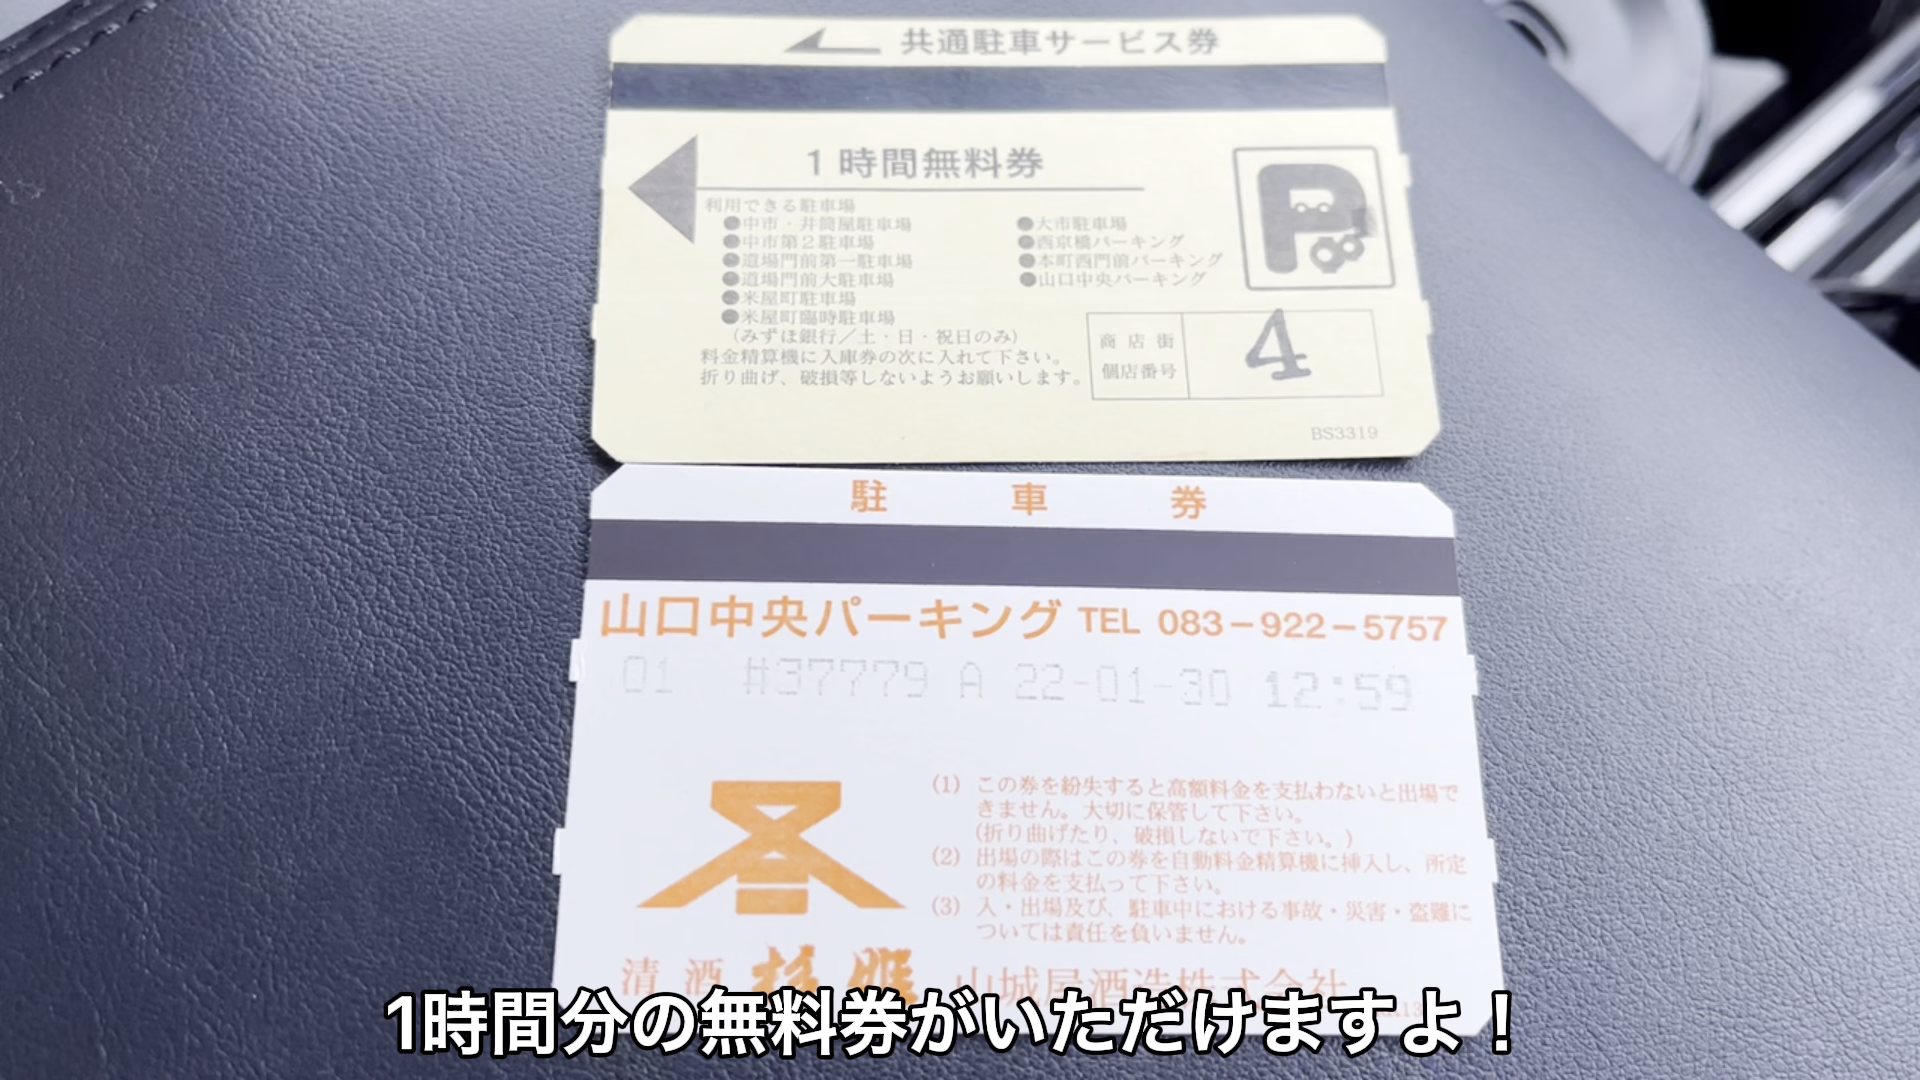 共通駐車サービス券
1時間無料券
利用できる駐車場
●中市・井筒屋駐車場
●中市第2駐車場
●道場門前第一駐車場
●道場門前大駐車場
●米屋町駐車場
●米屋町臨時駐車場
(みずほ銀行/土・日・祝日のみ)
●大市駐車場
●西京橋パーキング
●本町西門前パーキング
●山口中央パーキング
料金精算機に入庫券の次に入れて下さい。
折り曲げ、破損等しないようお願いします。
P
商店街
個店番号
4
BS3319
駐車券
山口中央パーキング TEL 083-922-5757
01 #37779 A 22-01-30 12:59
(1) この券を紛失すると高額料金を支払わないと出場で
きません。大切に保管して下さい。
(折り曲げたり、破損しないで下さい。)
(2) 出場の際はこの券を自動料金精算機に挿入し、所定
の料金を支払って下さい。
(3) 入・出場及び、駐車中における事故・災害・盗難に
ついては責任を負いません。
清酒
山城屋酒造株式会社
1時間分の無料券がいただけますよ!